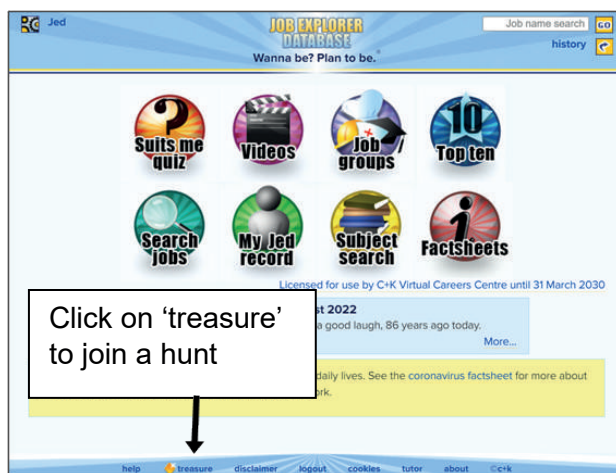 Jed
JOB EXPLORER
DATABASE
Wanna be? Plan to be.®
Job name search
GO
history
?
Suits me
quiz
Videos
Job
groups
10
Top ten
Search
jobs
My Jed
record
Subject
search
i
Factsheets
Licensed for use by C+K Virtual Careers Centre until 31 March 2030
Click on ‘treasure’
to join a hunt
st 2022
a good laugh, 86 years ago today.
More...
daily lives. See the coronavirus factsheet for more about
ork.
help treasure disclaimer logout cookies tutor about ©c+k